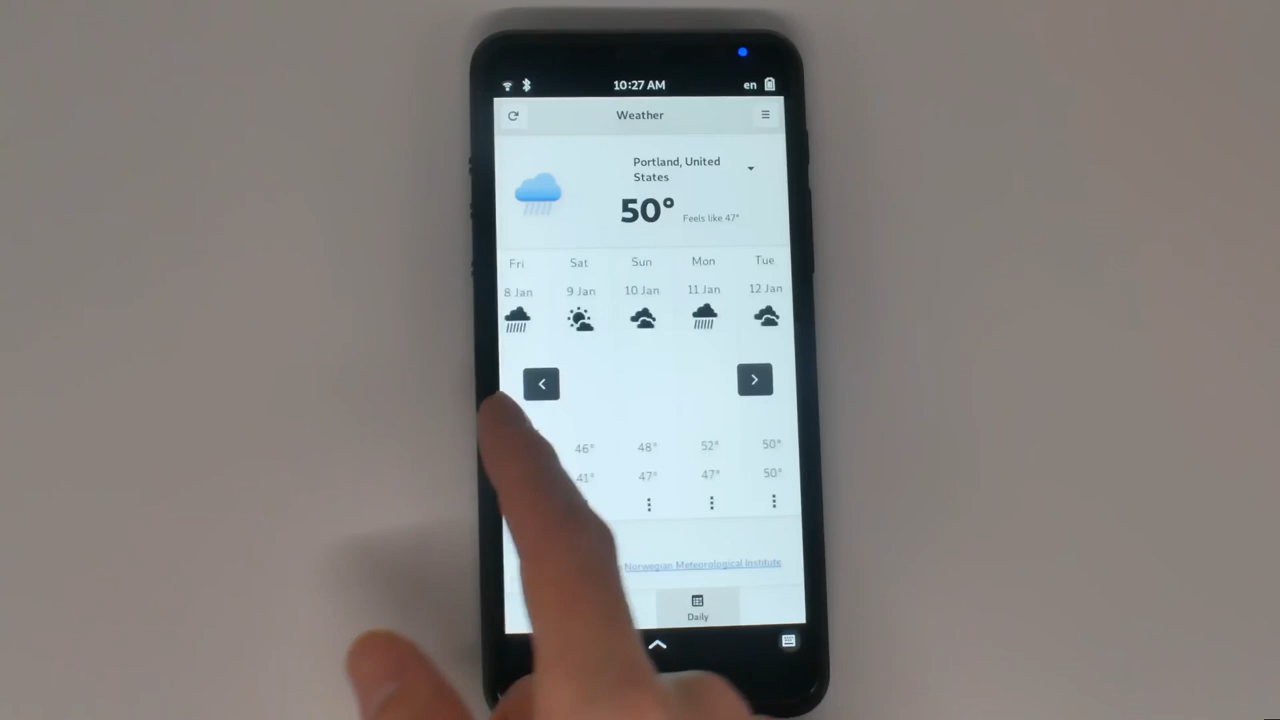 10:27 AM
en
Weather
Portland, United
States
50°
Feels like 47°
Fri Sat Sun Mon Tue
8 Jan 9 Jan 10 Jan 11 Jan 12 Jan
46° 48° 52° 50°
41° 47° 47° 50°
Norwegian Meteorological Institute
Daily